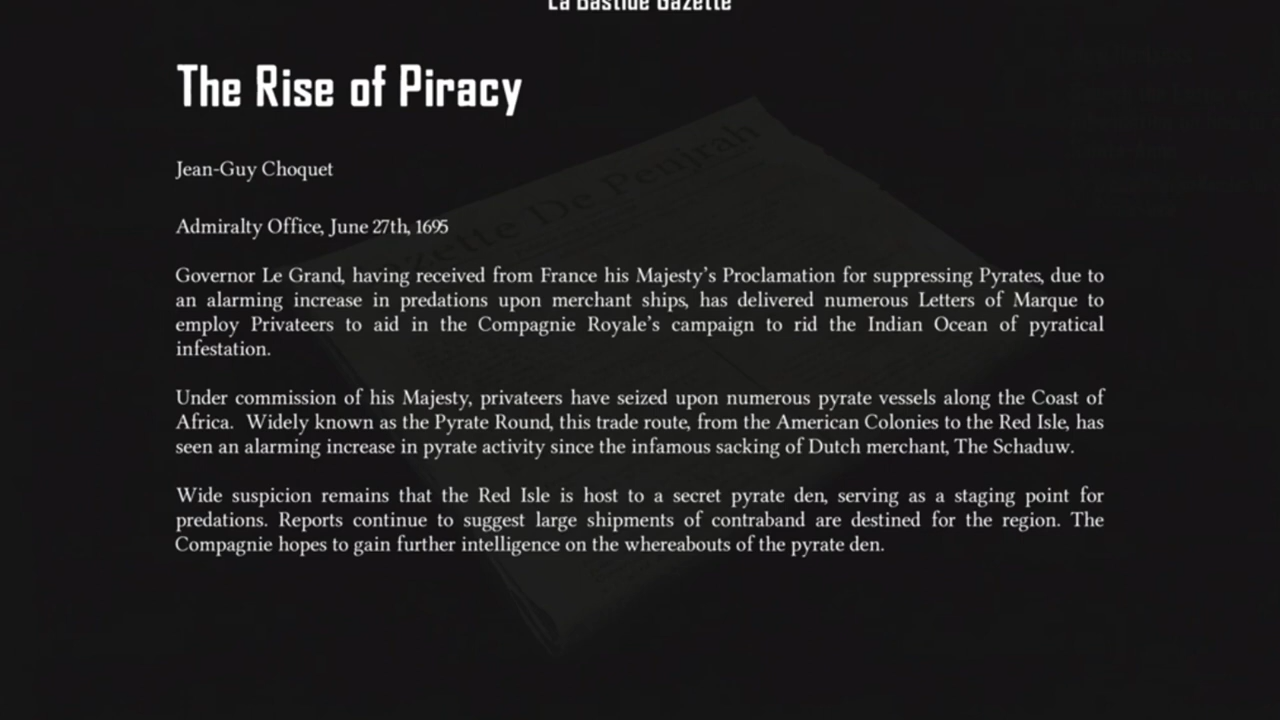 La Bastide Gazette
The Rise of Piracy
Jean-Guy Choquet
Admiralty Office, June 27th, 1695
Governor Le Grand, having received from France his Majesty's Proclamation for suppressing Pyrates, due to
an alarming increase in predations upon merchant ships, has delivered numerous Letters of Marque to
employ Privateers to aid in the Compagnie Royale's campaign to rid the Indian Ocean of pyratical
infestation.
Under commission of his Majesty, privateers have seized upon numerous pyrate vessels along the Coast of
Africa.  Widely known as the Pyrate Round, this trade route, from the American Colonies to the Red Isle, has
seen an alarming increase in pyrate activity since the infamous sacking of Dutch merchant, The Schaduw.
Wide suspicion remains that the Red Isle is host to a secret pyrate den, serving as a staging point for
predations. Reports continue to suggest large shipments of contraband are destined for the region. The
Compagnie hopes to gain further intelligence on the whereabouts of the pyrate den.
De Penjrah